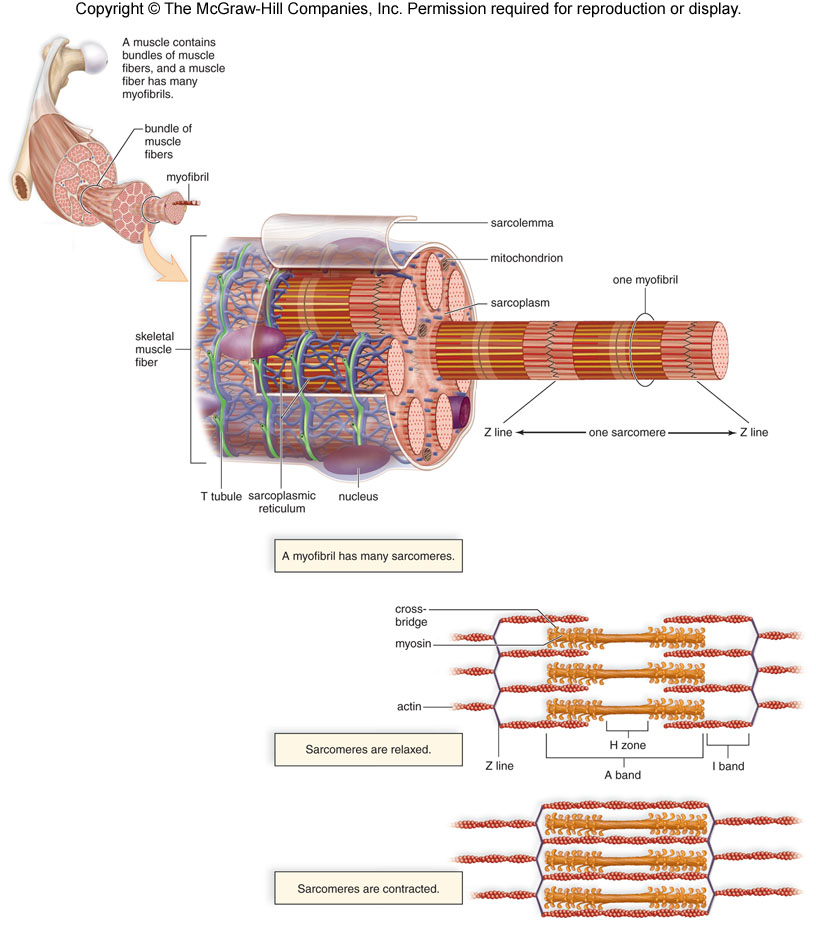 Copyright © The McGraw-Hill Companies, Inc. Permission required for reproduction or display.
A muscle contains
bundles of muscle
fibers, and a muscle
fiber has many
myofibrils.
bundle of
muscle
fibers
myofibril
sarcolemma
mitochondrion
one myofibril
sarcoplasm
skeletal
muscle
fiber
Z line
one sarcomere
Z line
T tubule
sarcoplasmic
reticulum
nucleus
A myofibril has many sarcomeres.
cross-
bridge
myosin
actin
Sarcomeres are relaxed.
H zone
Z line
A band
I band
Sarcomeres are contracted.